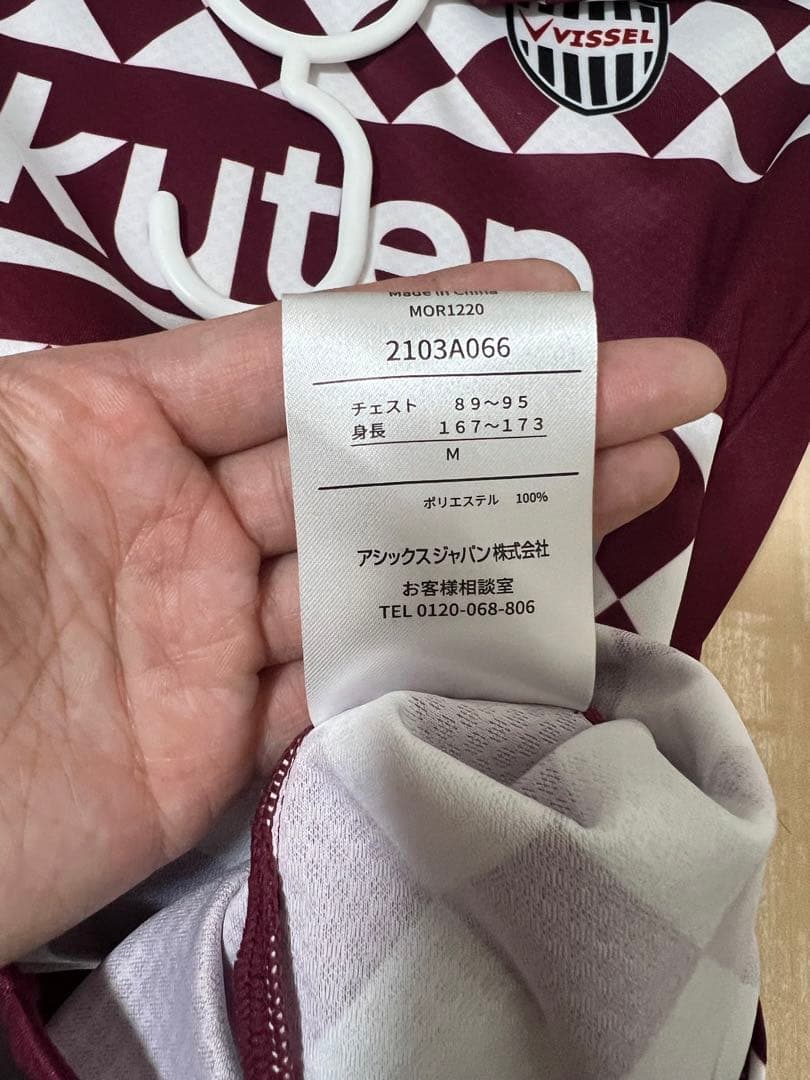 VISSEL
kuten
Made in China
MOR1220
2103A066
チェスト 89〜95
身長 167〜173
M
ポリエステル 100%
アシックスジャパン株式会社
お客様相談室
TEL 0120-068-806